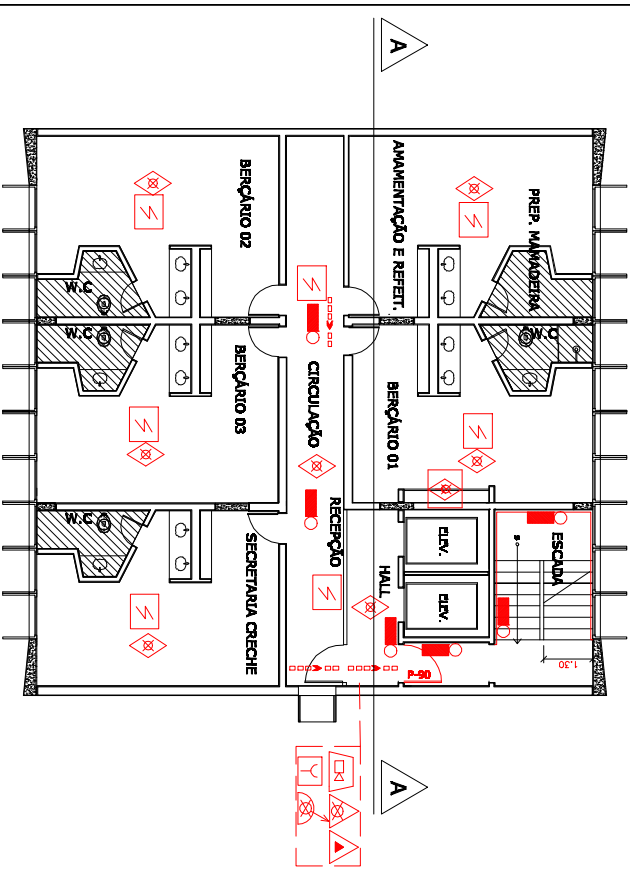 A
BERÇÁRIO 02
AMAMENTAÇÃO E REFEIT.
PREP. MAMADEIRA
W.C
W.C
W.C
BERÇÁRIO 03
CIRCULAÇÃO
BERÇÁRIO 01
RECEPÇÃO
ELEV.
ELEV.
ESCADA
W.C
SECRETARIA CRECHE
HALL
P-90
1.30
A